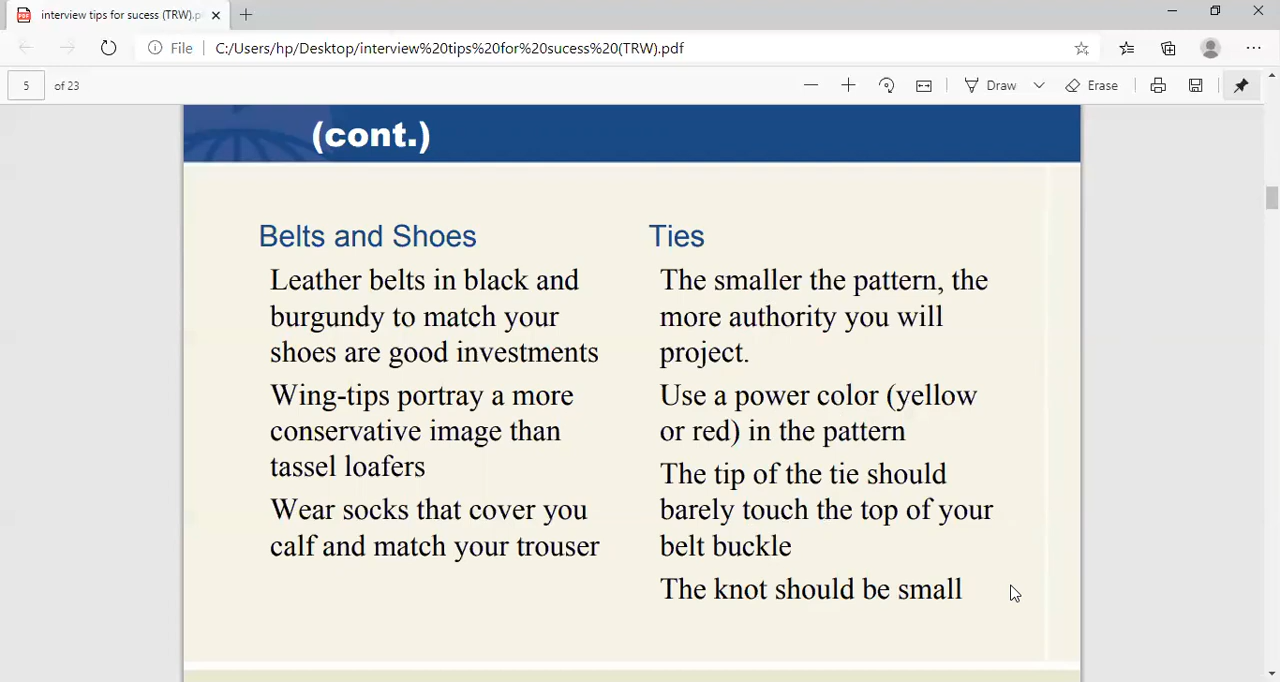 interview tips for sucess (TRW).p
File
C:/Users/hp/Desktop/interview%20tips%20for%20sucess%20(TRW).pdf
5 of 23
Draw
Erase
(cont.)
Belts and Shoes
Leather belts in black and
burgundy to match your
shoes are good investments
Wing-tips portray a more
conservative image than
tassel loafers
Wear socks that cover you
calf and match your trouser
Ties
The smaller the pattern, the
more authority you will
project.
Use a power color (yellow
or red) in the pattern
The tip of the tie should
barely touch the top of your
belt buckle
The knot should be small